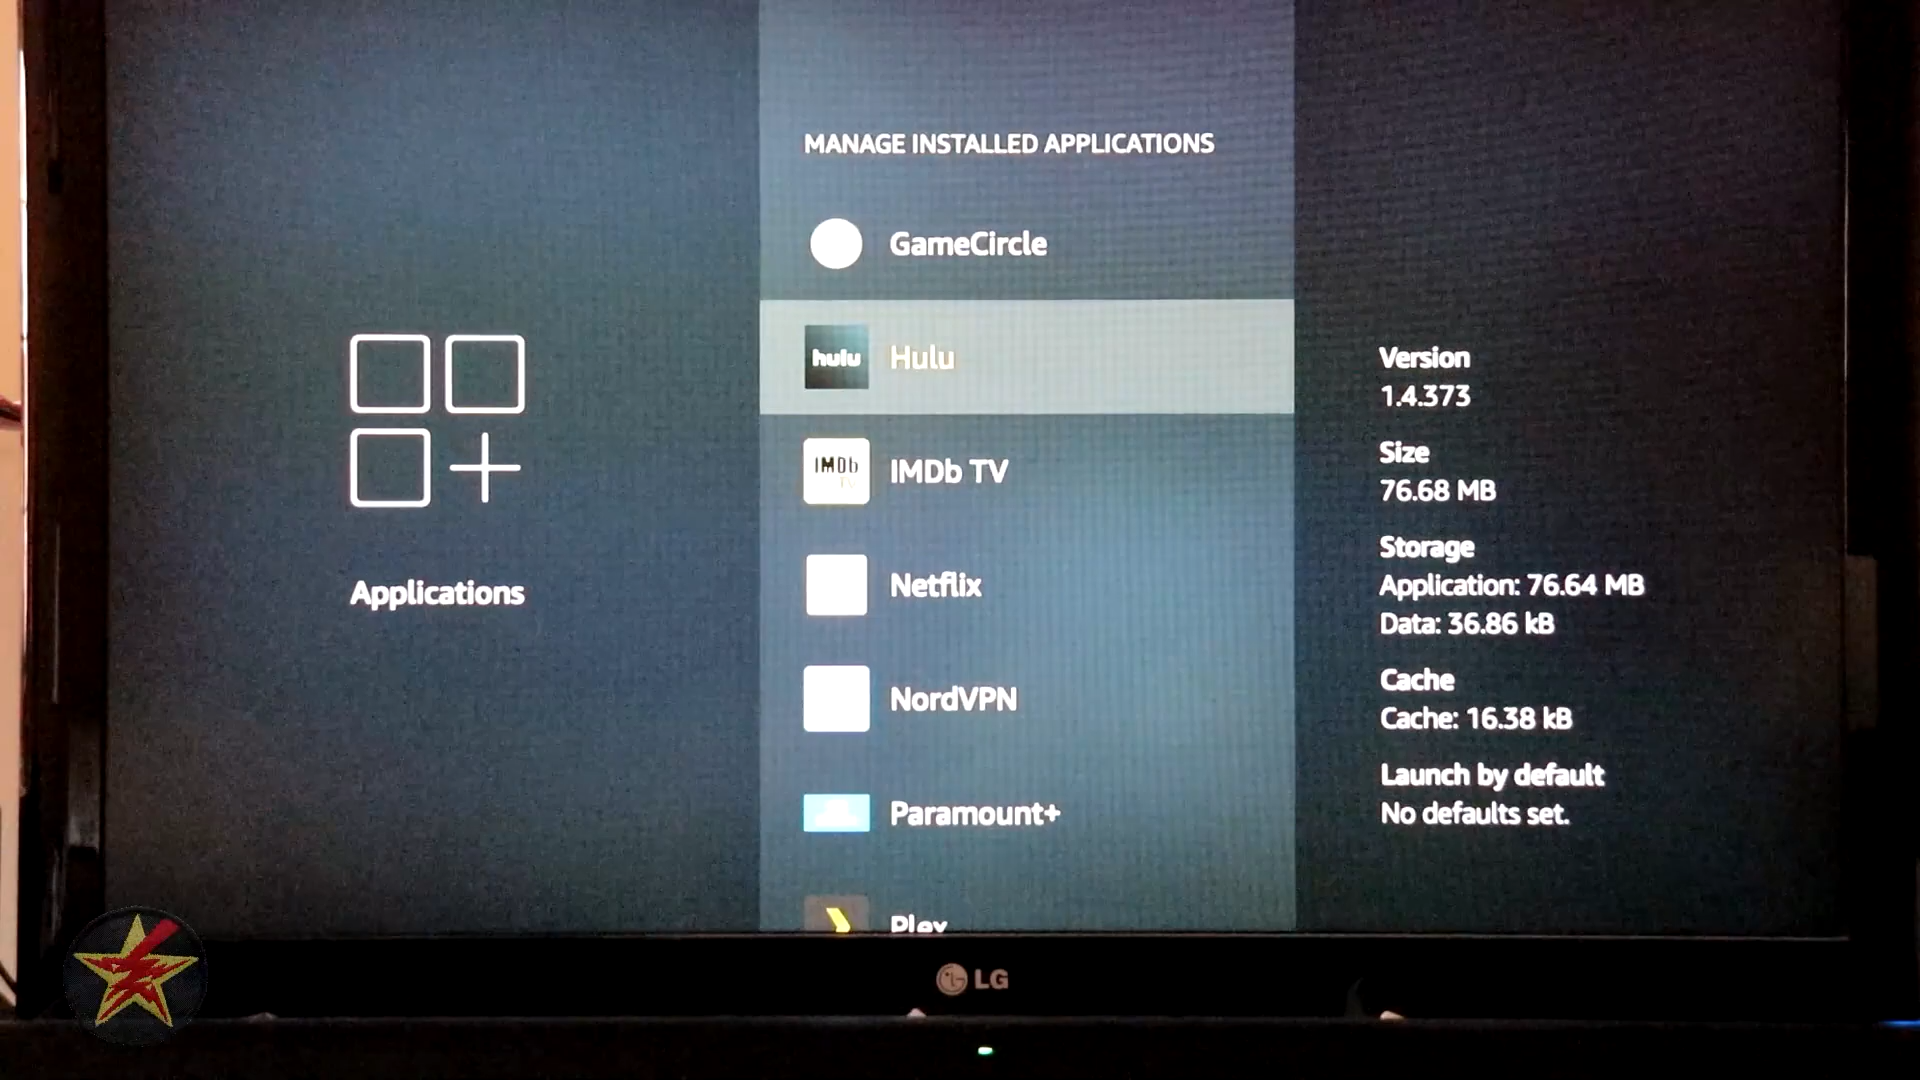 MANAGE INSTALLED APPLICATIONS
GameCircle
hulu Hulu
IMDb TV IMDb TV
Netflix
NordVPN
Paramount+
Plex
Applications
Version
1.4.373
Size
76.68 MB
Storage
Application: 76.64 MB
Data: 36.86 kB
Cache
Cache: 16.38 kB
Launch by default
No defaults set.
LG